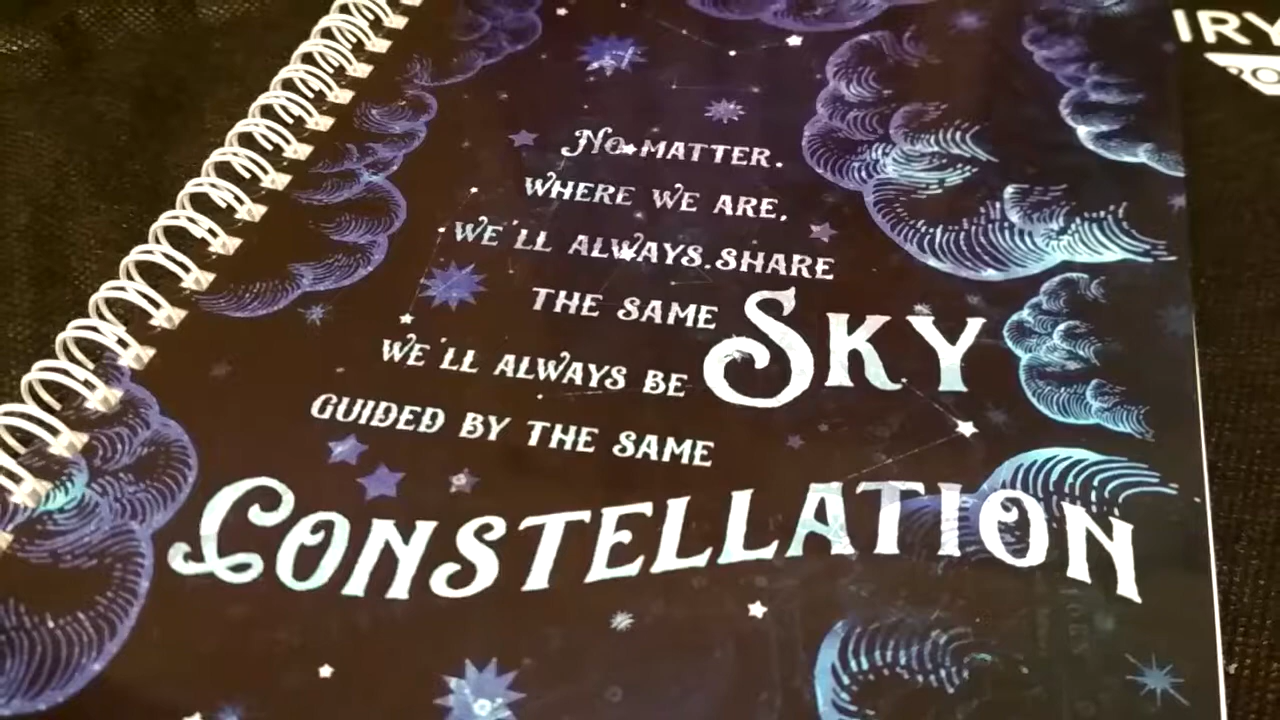 No MATTER.
WHERE WE ARE,
WE'LL ALWAYS.SHARE
THE SAME SKY
WE'LL ALWAYS BE
GUIDED BY THE SAME
CONSTELLATION
IRY